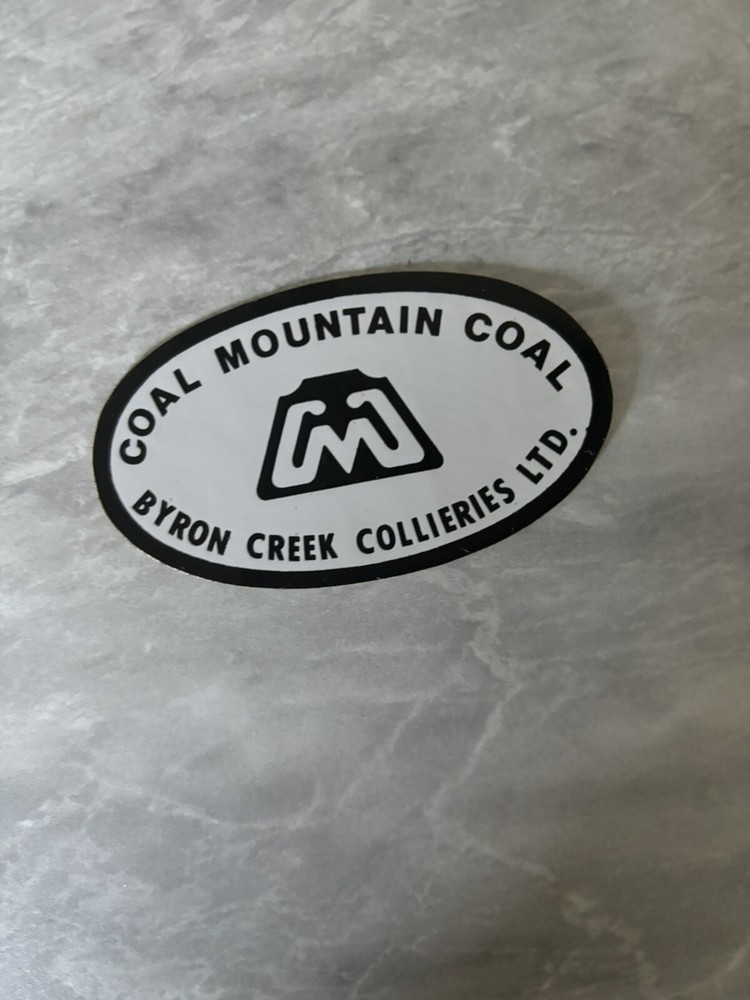 COAL MOUNTAIN COAL
BYRON CREEK COLLIERIES LTD.